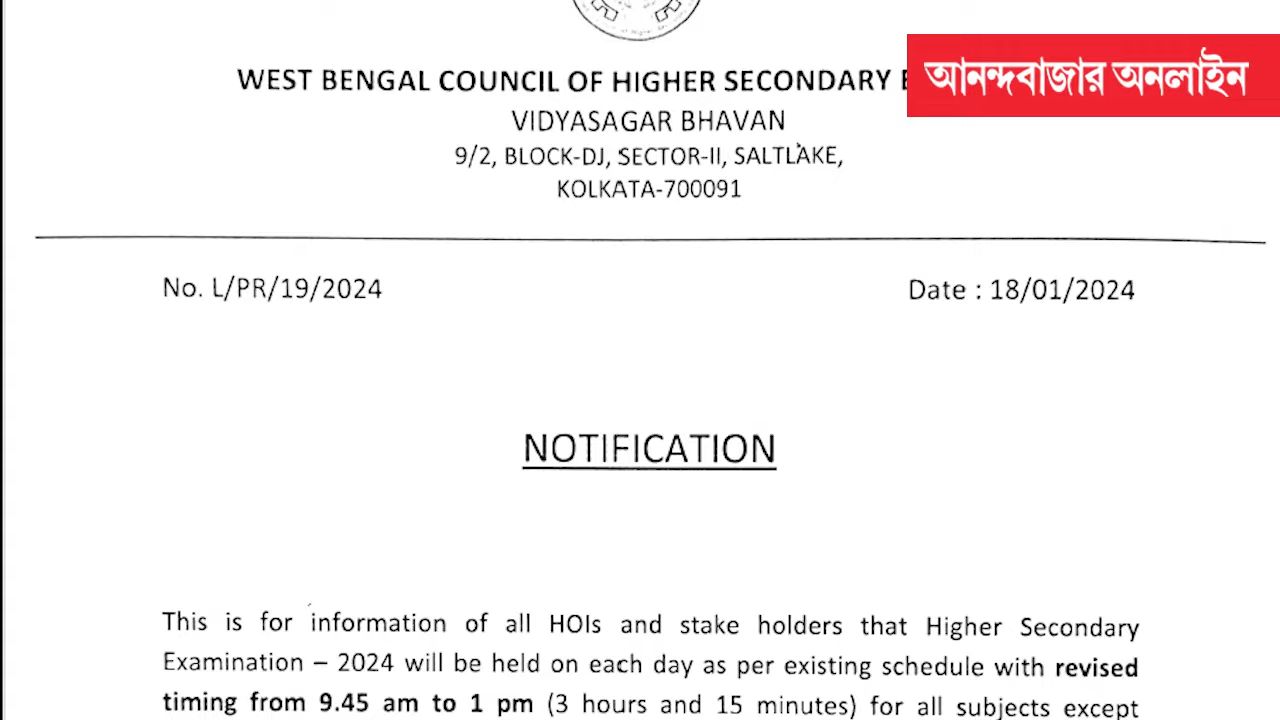 WEST BENGAL COUNCIL OF HIGHER SECONDARY
আনন্দবাজার অনলাইন
VIDYASAGAR BHAVAN
9/2, BLOCK-DJ, SECTOR-II, SALTLAKE,
KOLKATA-700091
No. L/PR/19/2024
Date : 18/01/2024
NOTIFICATION
This is for information of all HOIs and stake holders that Higher Secondary
Examination – 2024 will be held on each day as per existing schedule with revised
timing from 9.45 am to 1 pm (3 hours and 15 minutes) for all subjects except